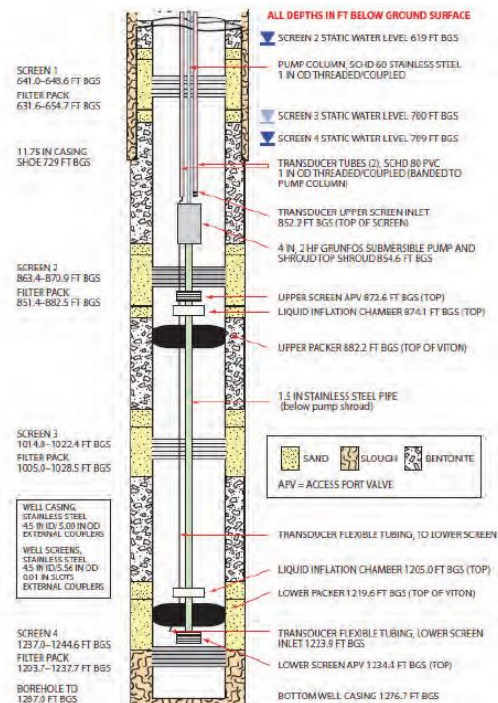 ALL DEPTHS IN FT BELOW GROUND SURFACE
SCREEN 2 STATIC WATER LEVEL 619 FT BGS
PUMP COLUMN, SCHD 60 STAINLESS STEEL
1 IN OD THREADED/COUPLED
SCREEN 3 STATIC WATER LEVEL 700 FT BGS
SCREEN 4 STATIC WATER LEVEL 709 FT BGS
TRANSDUCER TUBES (2), SCHD 80 PVC
1 IN OD THREADED/COUPLED (BANDED TO
PUMP COLUMN)
TRANSDUCER UPPER SCREEN INLET
852.2 FT BGS (TOP OF SCREEN)
4 IN, 2 HP GRUNFOS SUBMERSIBLE PUMP AND
SHROUD TOP SHROUD 854.6 FT BGS
UPPER SCREEN APV 872.6 FT BGS (TOP)
LIQUID INFLATION CHAMBER 874.1 FT BGS (TOP)
UPPER PACKER 882.2 FT BGS (TOP OF VITON)
1.5 IN STAINLESS STEEL PIPE
(below pump shroud)
SAND
SLOUGH
BENTONITE
APV = ACCESS PORT VALVE
TRANSDUCER FLEXIBLE TUBING, TO LOWER SCREEN
LIQUID INFLATION CHAMBER 1205.0 FT BGS (TOP)
LOWER PACKER 1219.6 FT BGS (TOP OF VITON)
TRANSDUCER FLEXIBLE TUBING, LOWER SCREEN
INLET 1223.9 FT BGS
LOWER SCREEN APV 1234.4 FT BGS (TOP)
BOTTOM WELL CASING 1276.7 FT BGS
SCREEN 1
641.0–648.6 FT BGS
FILTER PACK
631.6–654.7 FT BGS
11.75 IN CASING
SHOE 729 FT BGS
SCREEN 2
863.4–870.9 FT BGS
FILTER PACK
851.4–882.5 FT BGS
SCREEN 3
1014.8–1022.4 FT BGS
FILTER PACK
1005.0–1028.5 FT BGS
WELL CASING,
STAINLESS STEEL
4.5 IN ID/5.00 IN OD
EXTERNAL COUPLERS
WELL SCREENS,
STAINLESS STEEL
4.5 IN ID/5.56 IN OD
0.01 IN SLOTS
EXTERNAL COUPLERS
SCREEN 4
1237.0–1244.6 FT BGS
FILTER PACK
BOREHOLE TD
1287.0 FT BGS